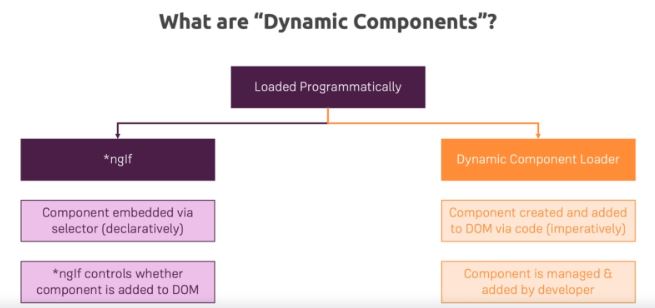 What are “Dynamic Components”?
Loaded Programmatically
*ngIf
Dynamic Component Loader
Component embedded via
selector (declaratively)
Component created and added
to DOM via code (imperatively)
*ngIf controls whether
component is added to DOM
Component is managed &
added by developer